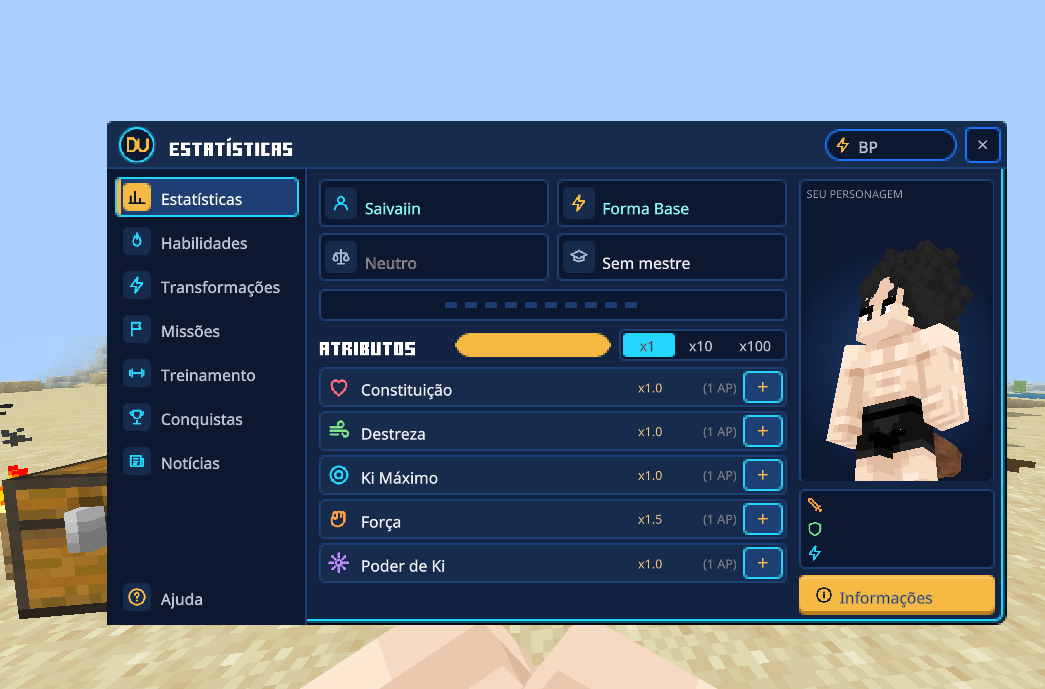 DU
ESTATÍSTICAS
BP
×
Estatísticas
Habilidades
Transformações
Missões
Treinamento
Conquistas
Notícias
Ajuda
Saivaiin
Forma Base
Neutro
Sem mestre
ATRIBUTOS
x1
x10
x100
Constituição x1.0 (1 AP) +
Destreza x1.0 (1 AP) +
Ki Máximo x1.0 (1 AP) +
Força x1.5 (1 AP) +
Poder de Ki x1.0 (1 AP) +
SEU PERSONAGEM
Informações